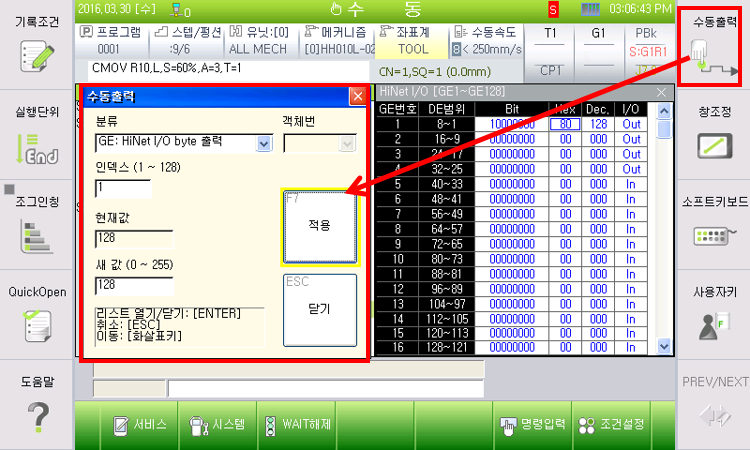 기록조건
실행단위
End
조그인칭
QuickOpen
도움말
2016.03.30 [수]
0
수 동
S
03:06:43 PM
프로그램
0001
스텝/펑션
:9/6
유닛:[0]
ALL MECH
메커니즘
[0]HH010L-02
좌표계
TOOL
수동속도
< 250mm/s
T1
G1
PBk
S:G1R1
CP1
CMOV R10,L,S=60%,A=3,T=1
CN=1,SQ=1 (0.0mm)
수동출력
분류
객체번
GE: HiNet I/O byte 출력
인덱스 (1 ~ 128)
1
현재값
128
새 값 (0 ~ 255)
128
리스트 열기/닫기: [ENTER]
취소: [ESC]
이동: [화살표키]
F7
적용
ESC
닫기
HiNet I/O [GE1~GE128]
GE번호 DE범위 Bit Hex Dec, I/O
1 8~1 10000000 80 128 Out
2 16~9 00000000 00 000 Out
3 24~17 00000000 00 000 Out
4 32~25 00000000 00 000 Out
5 40~33 00000000 00 000 In
6 48~41 00000000 00 000 In
7 56~49 00000000 00 000 In
8 64~57 00000000 00 000 In
9 72~65 00000000 00 000 In
10 80~73 00000000 00 000 In
11 88~81 00000000 00 000 In
12 96~89 00000000 00 000 In
13 104~97 00000000 00 000 In
14 112~105 00000000 00 000 In
15 120~113 00000000 00 000 In
16 128~121 00000000 00 000 In
서비스
시스템
WAIT해제
명령입력
조건설정
수동출력
창조정
소프트키보드
사용자키
PREV/NEXT